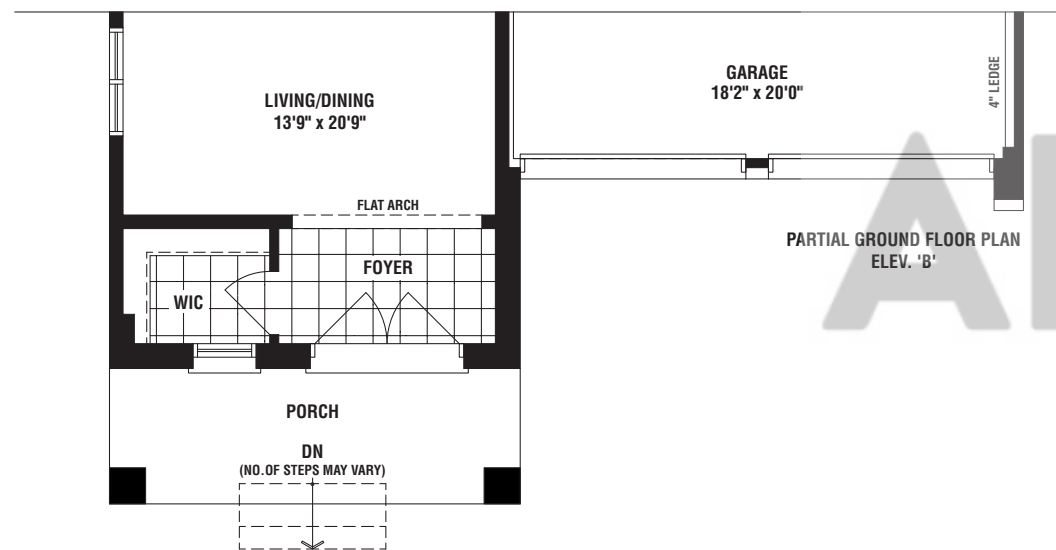 LIVING/DINING
13'9" x 20'9"
GARAGE
18'2" x 20'0"
4" LEDGE
FLAT ARCH
PARTIAL GROUND FLOOR PLAN
ELEV. 'B'
FOYER
WIC
PORCH
DN
(NO.OF STEPS MAY VARY)